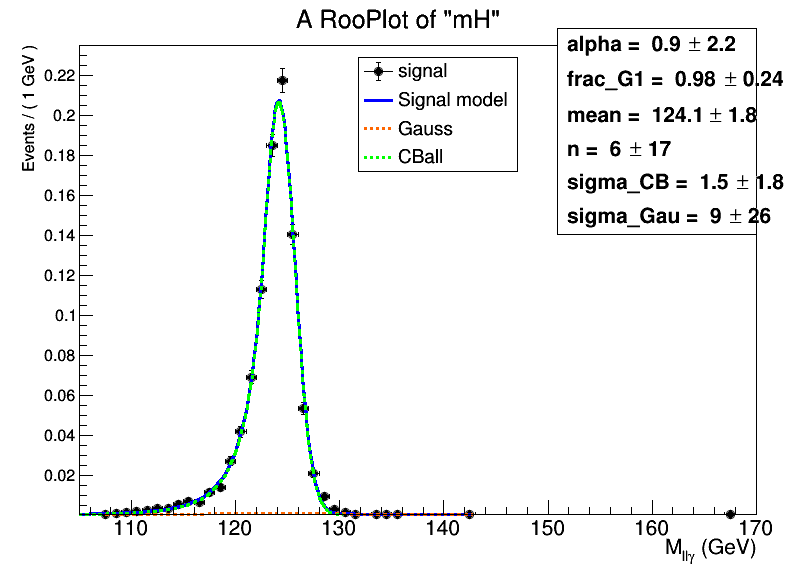 A RooPlot of "mH"
Events / ( 1 GeV )
0.22
0.2
0.18
0.16
0.14
0.12
0.1
0.08
0.06
0.04
0.02
signal
Signal model
Gauss
CBall
alpha = 0.9 ± 2.2
frac_G1 = 0.98 ± 0.24
mean = 124.1 ± 1.8
n = 6 ± 17
sigma_CB = 1.5 ± 1.8
sigma_Gau = 9 ± 26
110 120 130 140 150 160 170
M_{llγ} (GeV)